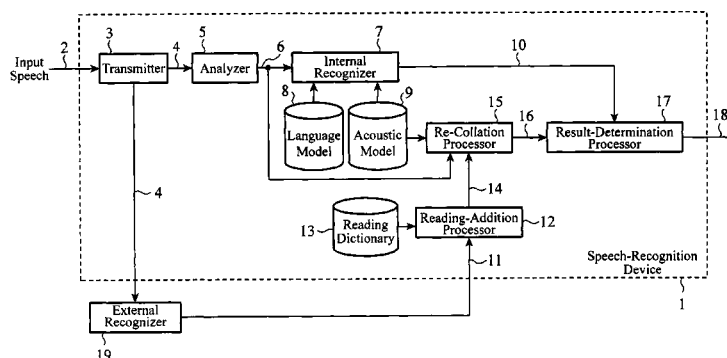 3
5
7
10
Input
Speech
2
Transmitter
4
Analyzer
6
Internal
Recognizer
8
9
15
16
17
18
Language
Model
Acoustic
Model
Re-Collation
Processor
Result-Determination
Processor
4
14
13
Reading
Dictionary
Reading-Addition
Processor
12
11
Speech-Recognition
Device
1
External
Recognizer
19